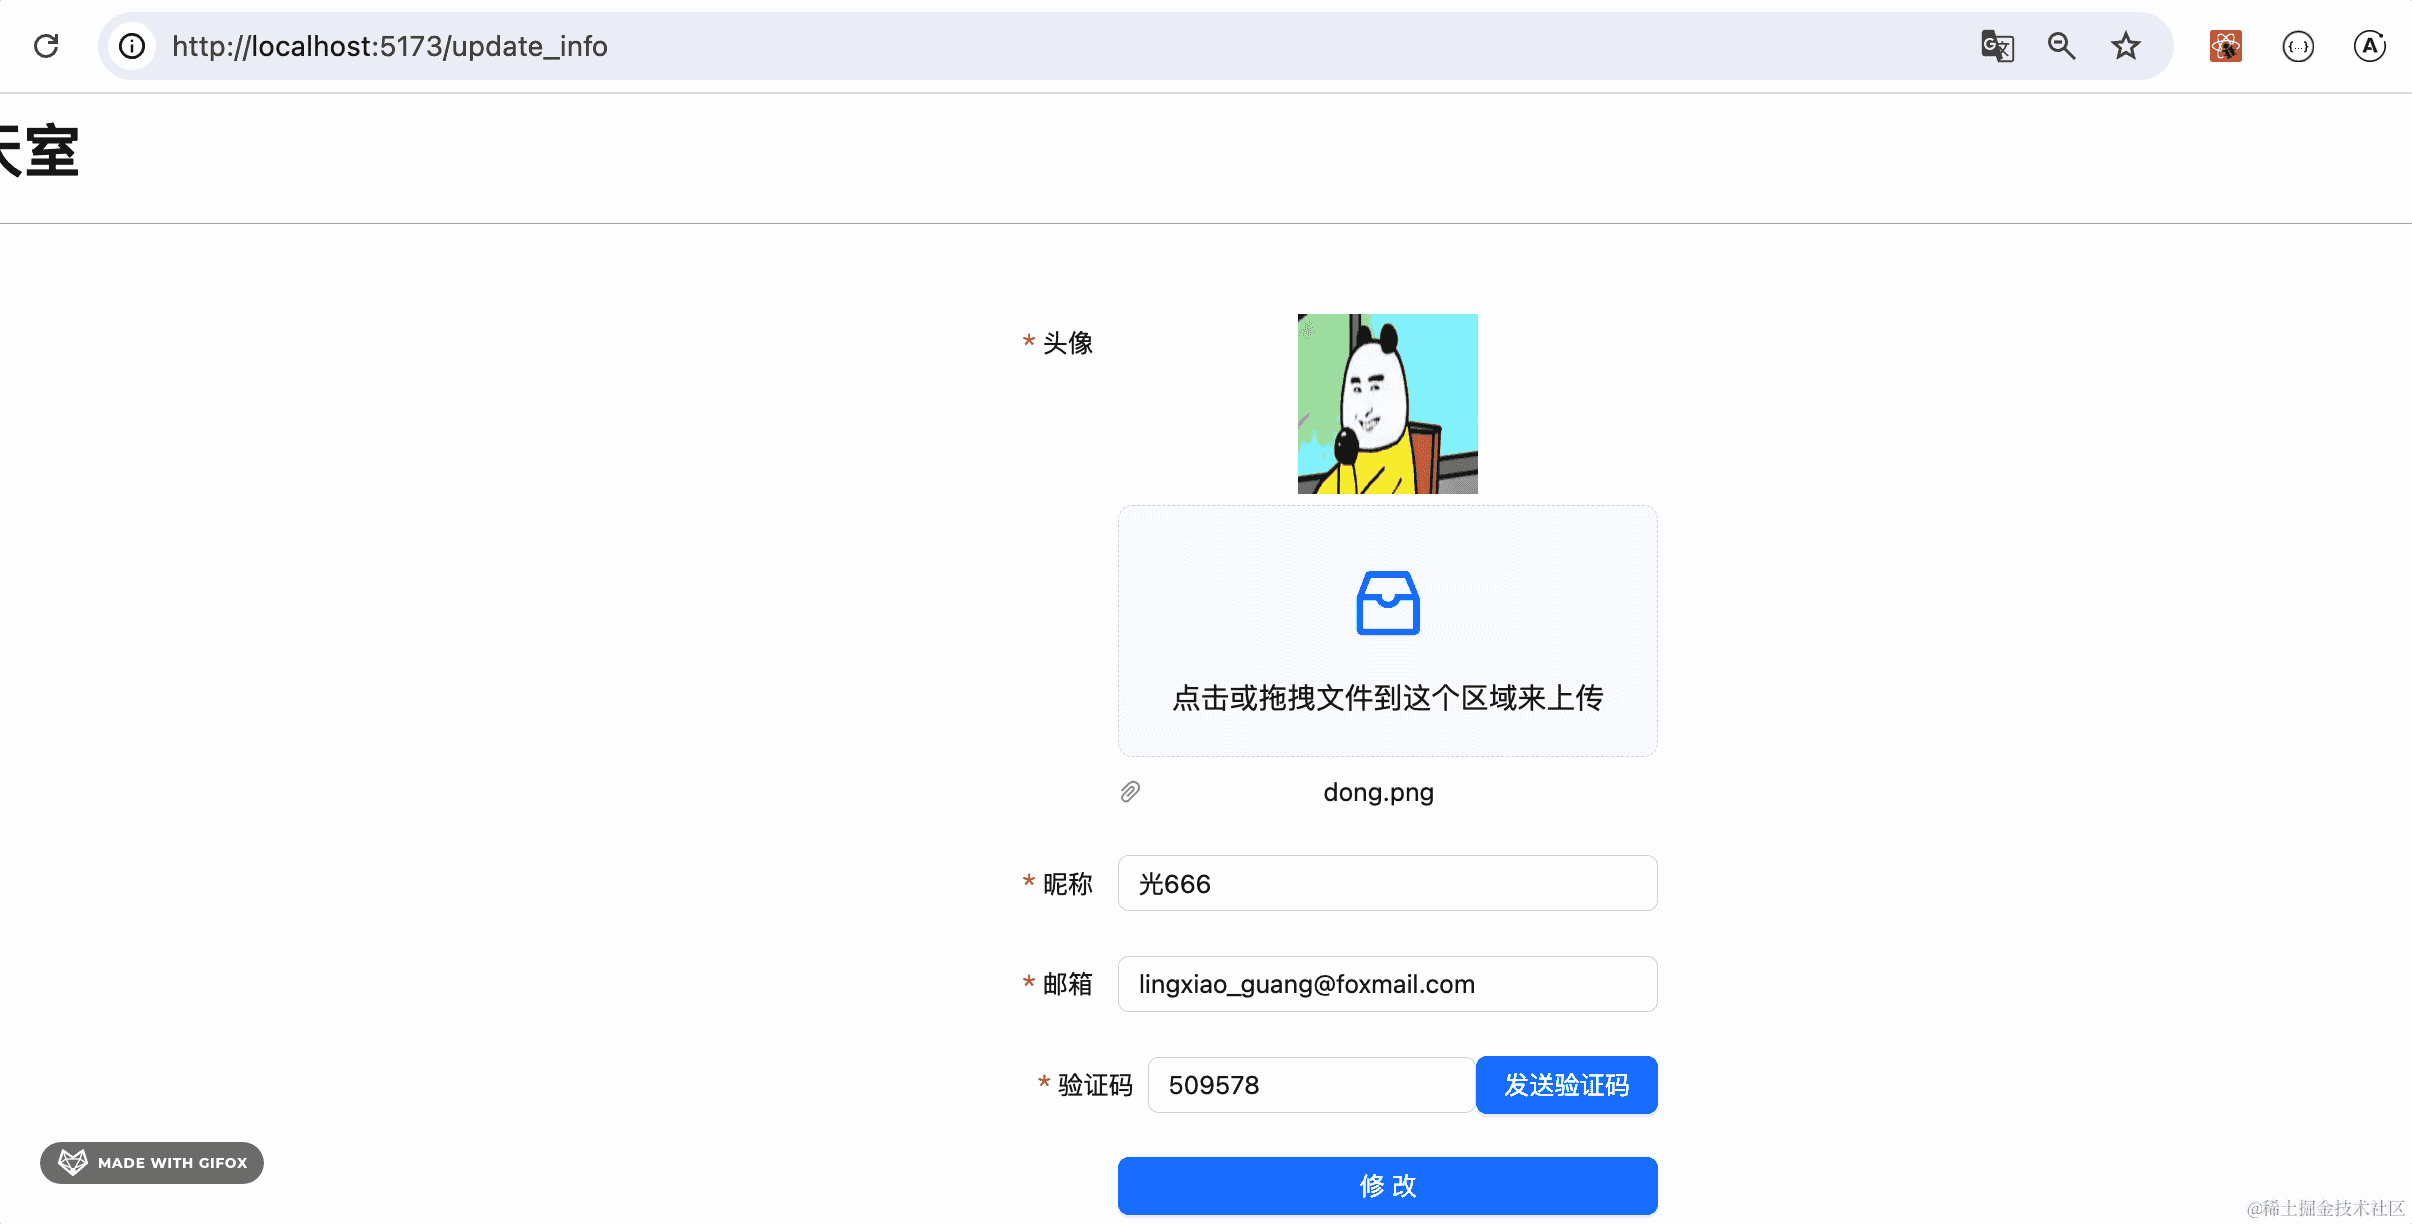 http://localhost:5173/update_info
天室
* 头像
点击或拖拽文件到这个区域来上传
dong.png
* 昵称 光666
* 邮箱 lingxiao_guang@foxmail.com
* 验证码 509578 发送验证码
MADE WITH GIFOX
修 改
@稀土掘金技术社区